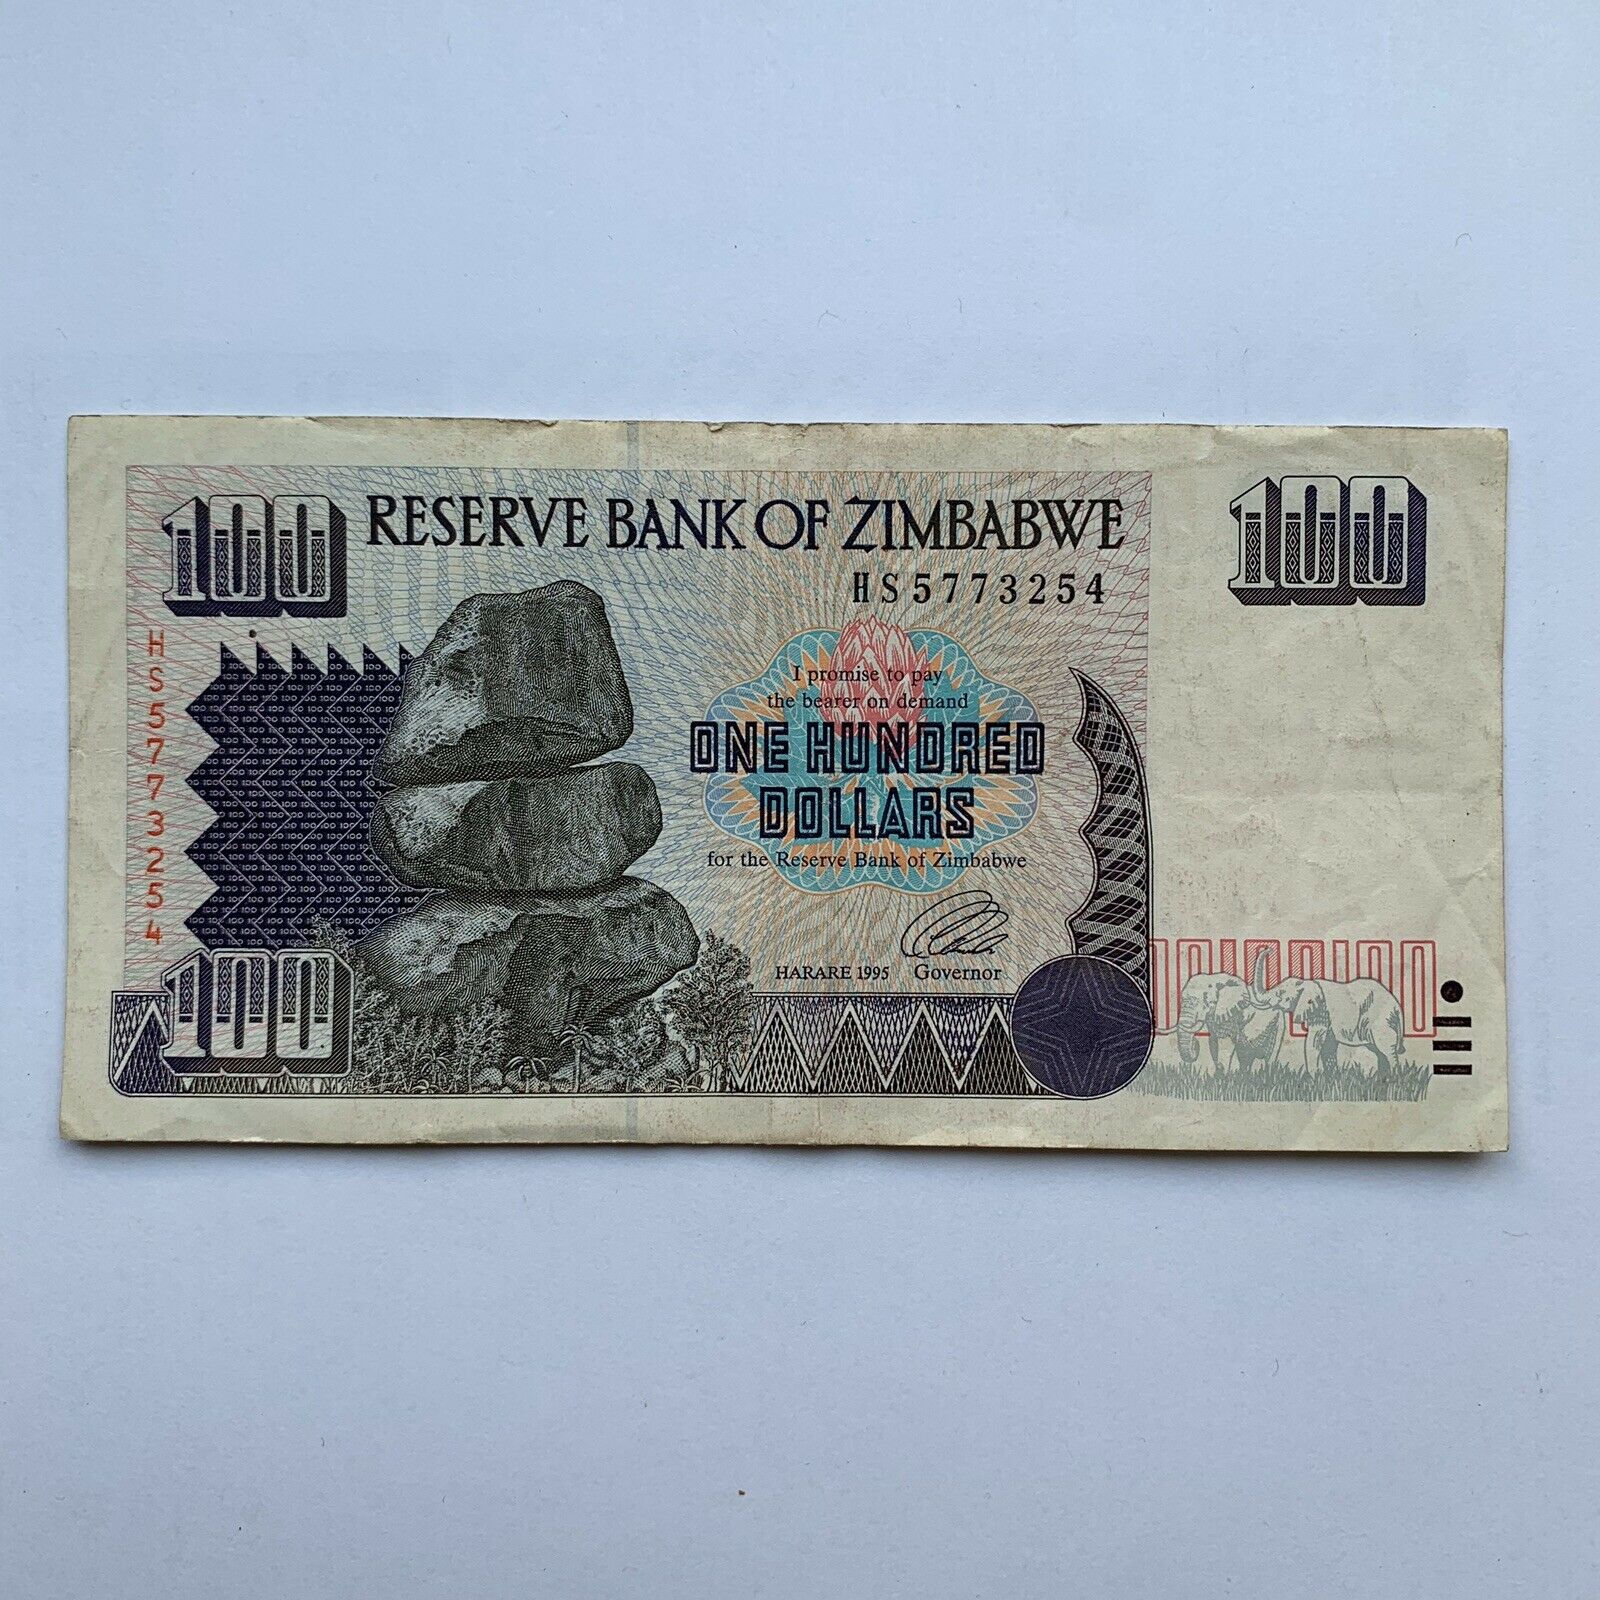 100
RESERVE BANK OF ZIMBABWE
100
HS5773254
HS5773254
I promise to pay
the bearer on demand
ONE HUNDRED
DOLLARS
for the Reserve Bank of Zimbabwe
HARARE 1995 Governor
100
100100100